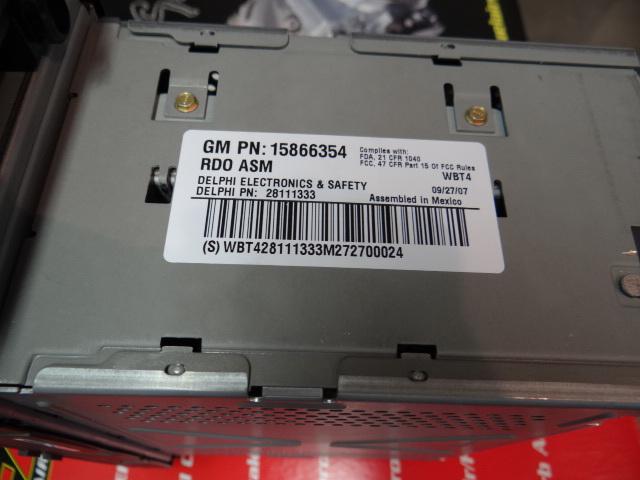 GM PN: 15866354
RDO ASM
Complies with:
FDA, 21 CFR 1040
FCC, 47 CFR Part 15 Of FCC Rules
WBT4
DELPHI ELECTRONICS & SAFETY
09/27/07
DELPHI PN: 28111333
Assembled in Mexico
(S) WBT428111333M272700024